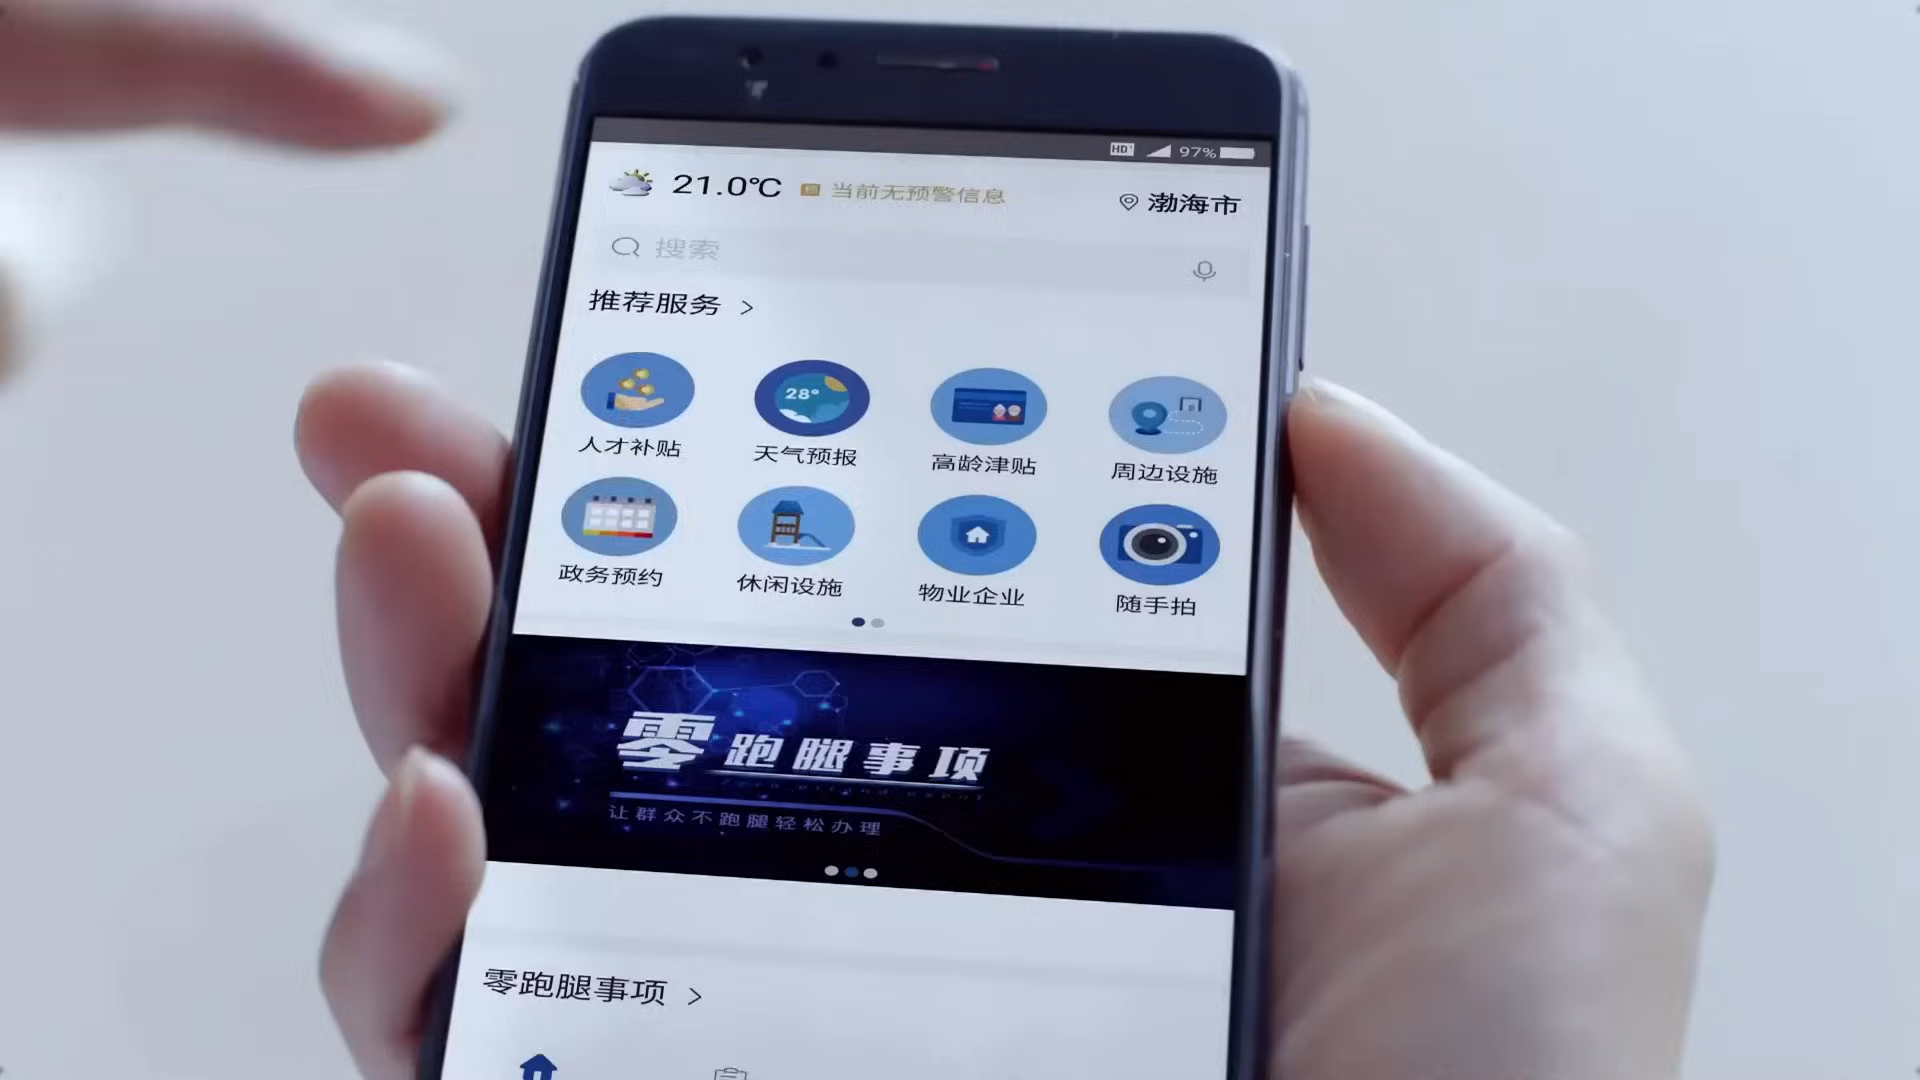 HD 97%
21.0℃ 当前无预警信息 渤海市
搜索
推荐服务 >
28°
人才补贴 天气预报 高龄津贴 周边设施
政务预约 休闲设施 物业企业 随手拍
零跑腿事项
让群众不跑腿轻松办理
零跑腿事项 >